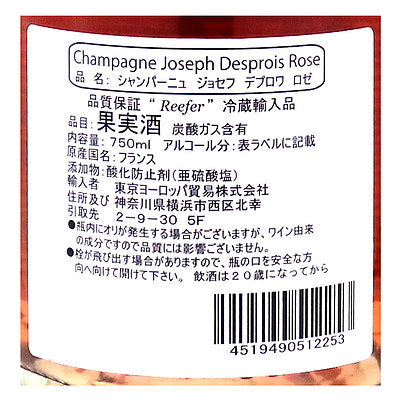 Champagne Joseph Desprois Rose
品 名: シャンパーニュ ジョセフ デプロワ ロゼ
品質保証 “ Reefer” 冷蔵輸入品
品目: 果実酒 炭酸ガス含有
内容量: 750ml アルコール分: 表ラベルに記載
原産国名: フランス
添加物: 酸化防止剤(亜硫酸塩)
輸入者 東京ヨーロッパ貿易株式会社
住所及び 神奈川県横浜市西区北幸
引取先 2-9-30 5F
●瓶内にオリが発生する場合がございますが、ワイン由来
の成分ですので品質には影響ございません。
●栓が飛び出す場合がありますので、瓶の口を安全な方
向へ向けて開けて下さい。 飲酒は20歳になってから
4519490512253